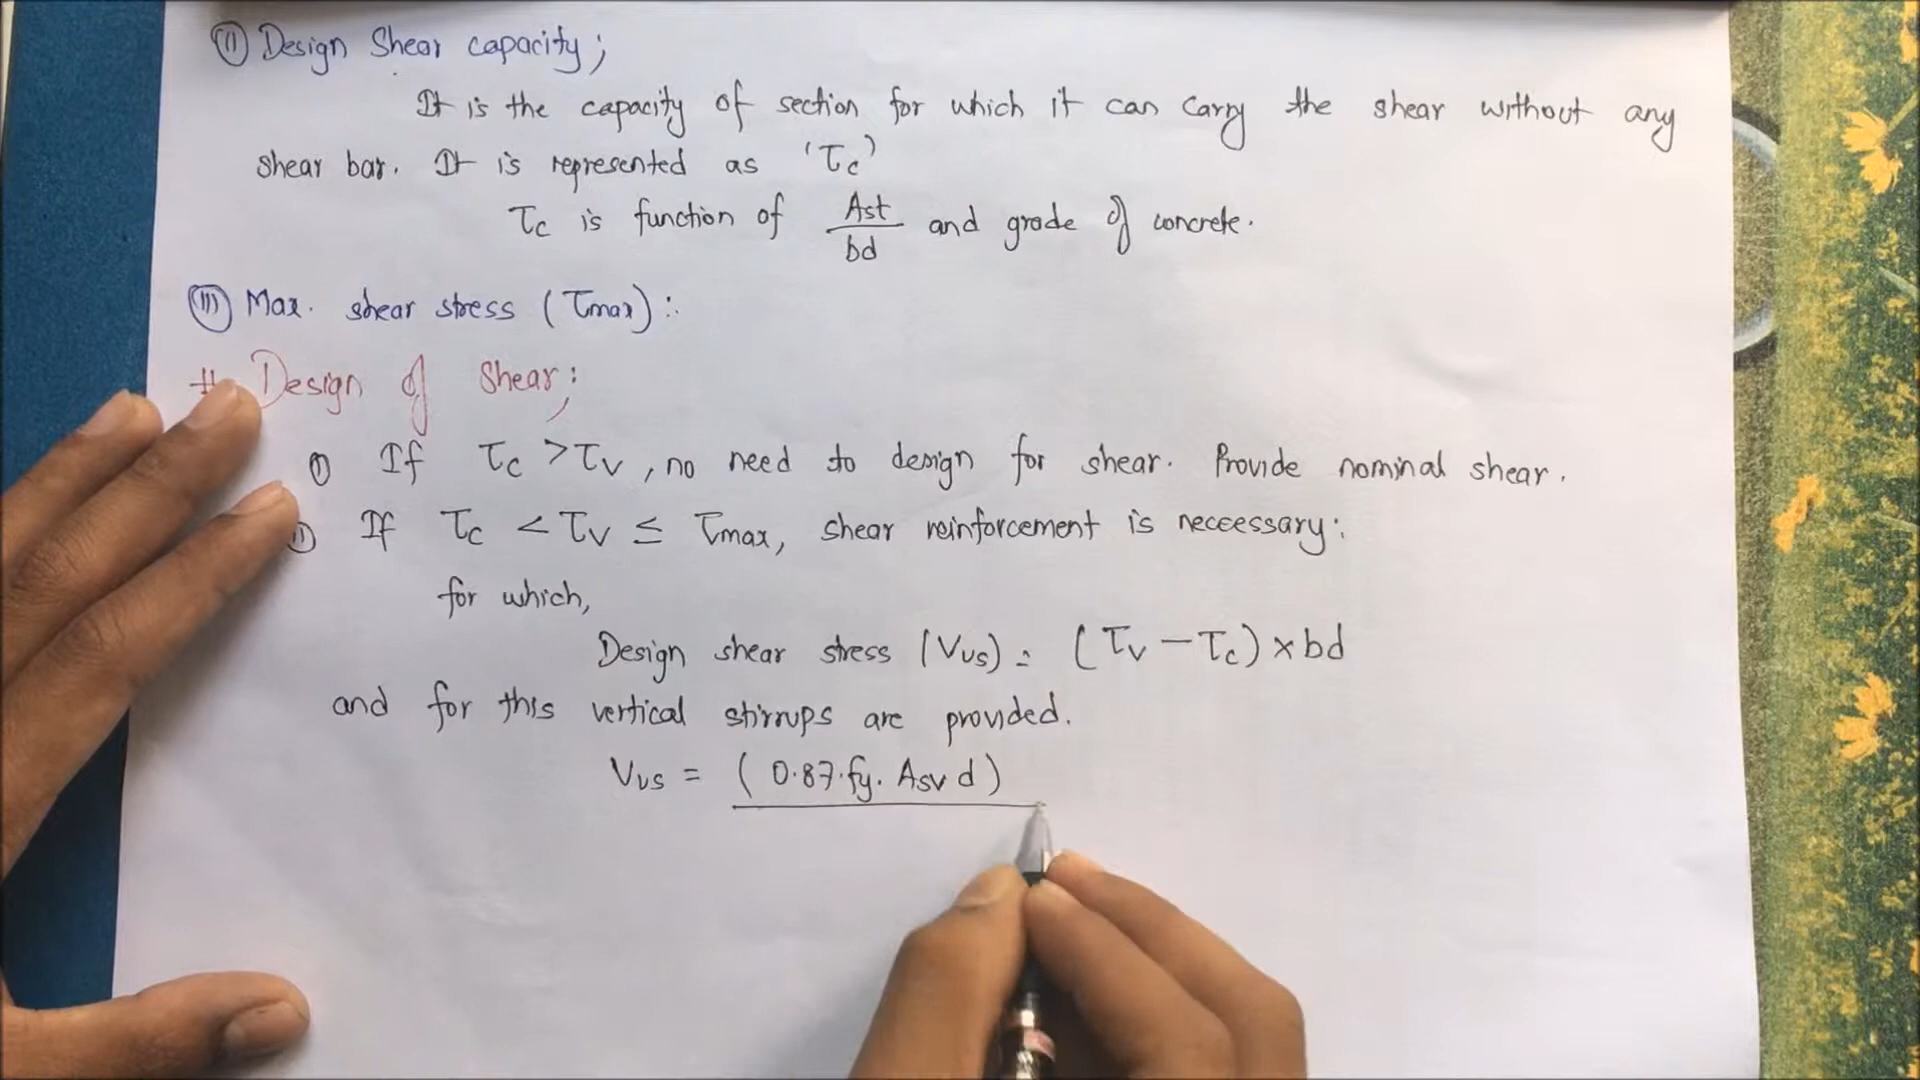 (II) Design Shear capacity;
It is the capacity of section for which it can carry the shear without any
shear bar. It is represented as 'τc'
τc is function of Ast/bd and grade of concrete.
(III) Max. shear stress (τmax):
# Design of Shear;
(I) If τc > τv, no need to design for shear. Provide nominal shear.
If τc < τv ≤ τmax, shear reinforcement is neccessary:
for which,
Design shear stress (Vus) = (τv - τc) × bd
and for this vertical stirrups are provided.
Vus = (0.87.fy. Asv d)